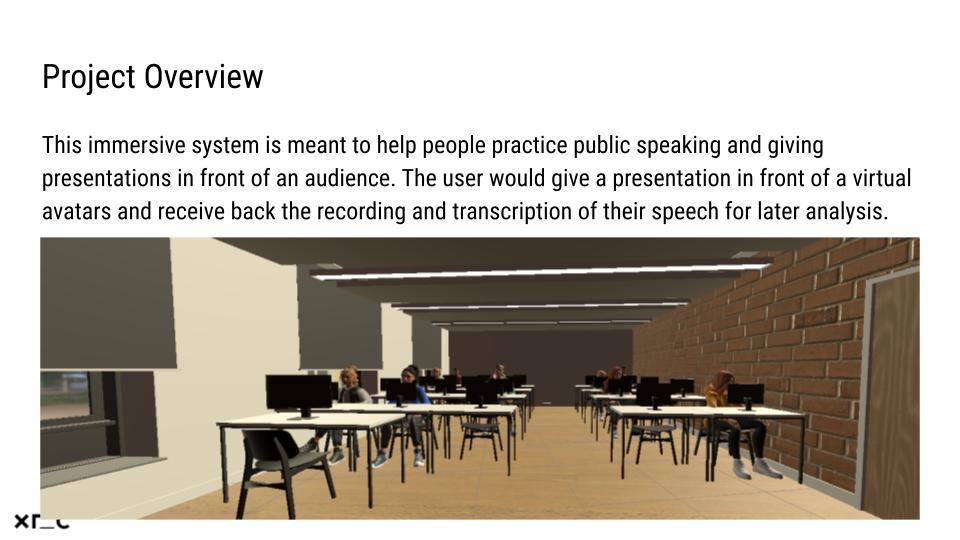 Project Overview
This immersive system is meant to help people practice public speaking and giving
presentations in front of an audience. The user would give a presentation in front of a virtual
avatars and receive back the recording and transcription of their speech for later analysis.